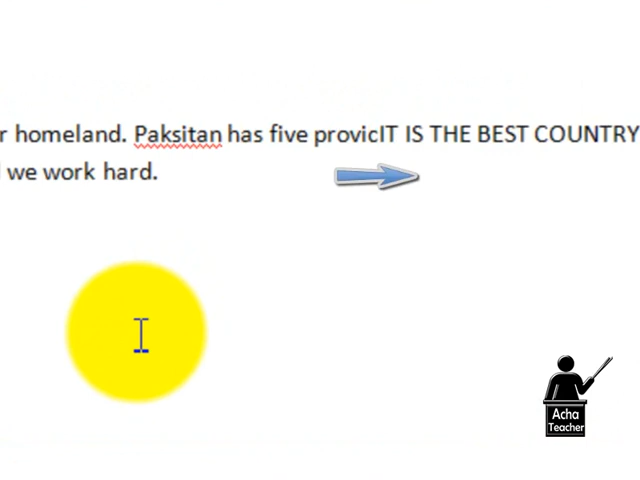 r homeland. Paksitan has five provicIT IS THE BEST COUNTRY
we work hard.
Acha
Teacher